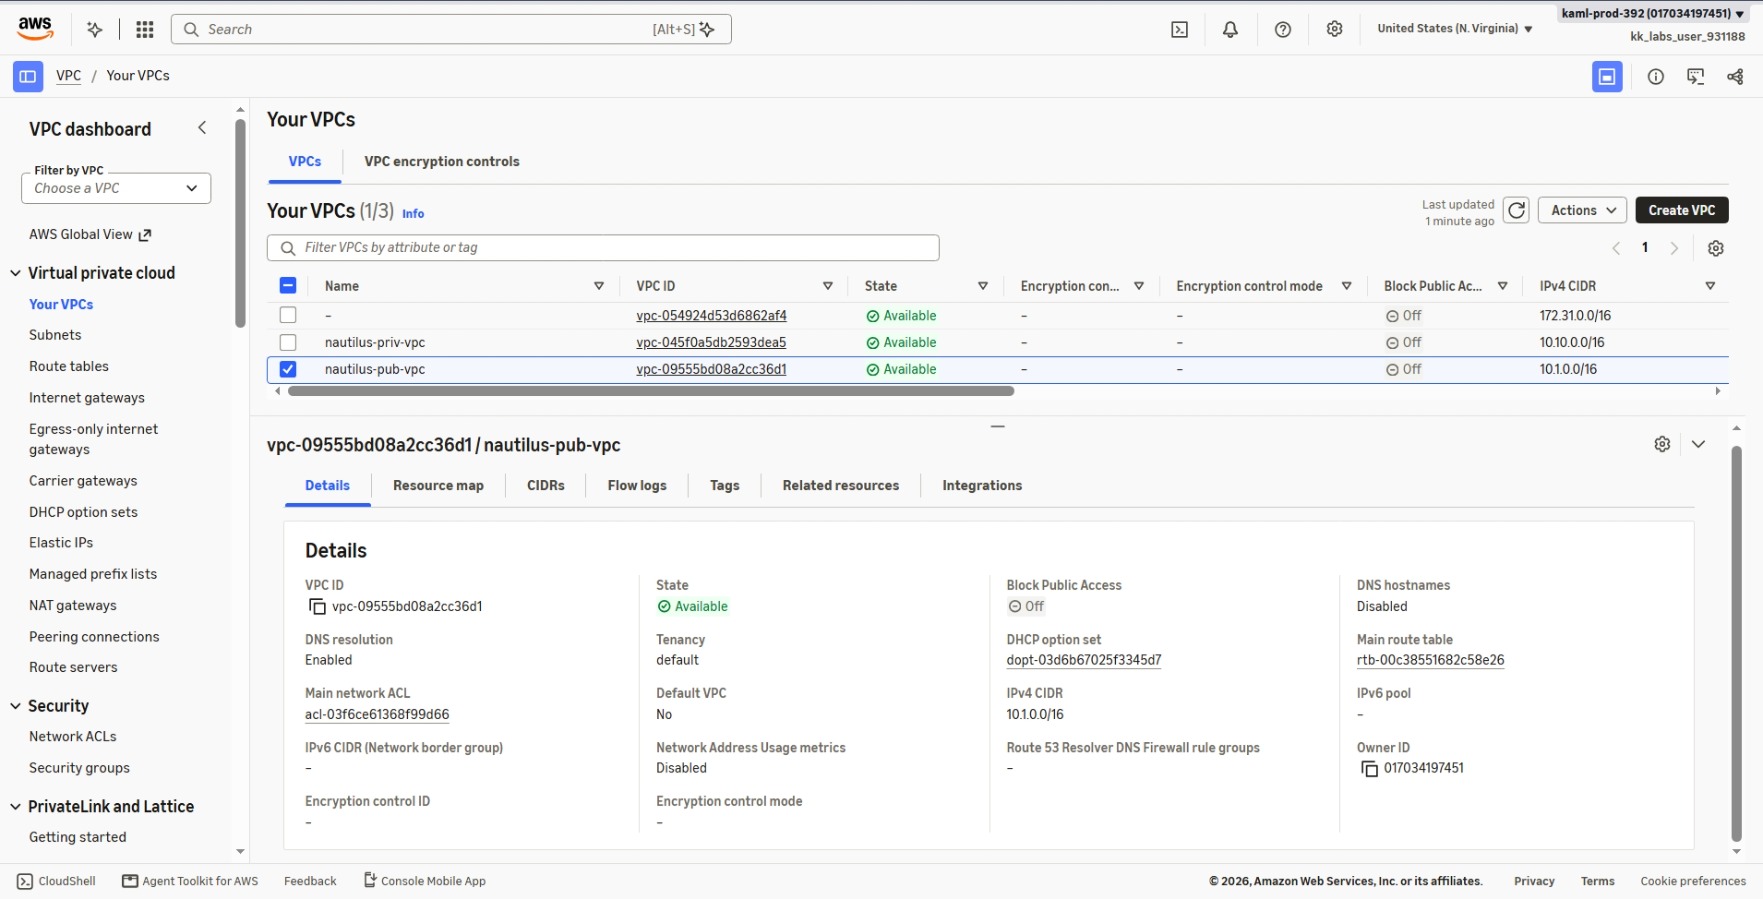 aws
Search [Alt+S]
United States (N. Virginia) ▼
kaml-prod-392 (017034197451) ▼
kk_labs_user_931188
VPC / Your VPCs
VPC dashboard
Filter by VPC
Choose a VPC
AWS Global View
Virtual private cloud
Your VPCs
Subnets
Route tables
Internet gateways
Egress-only internet
gateways
Carrier gateways
DHCP option sets
Elastic IPs
Managed prefix lists
NAT gateways
Peering connections
Route servers
Security
Network ACLs
Security groups
PrivateLink and Lattice
Getting started
Your VPCs
VPCs VPC encryption controls
Your VPCs (1/3) Info
Last updated
1 minute ago
Actions Create VPC
Filter VPCs by attribute or tag
1
Name VPC ID State Encryption con... Encryption control mode Block Public Ac... IPv4 CIDR
– vpc-054924d53d6862af4 Available – – Off 172.31.0.0/16
nautilus-priv-vpc vpc-045f0a5db2593dea5 Available – – Off 10.10.0.0/16
nautilus-pub-vpc vpc-09555bd08a2cc36d1 Available – – Off 10.1.0.0/16
vpc-09555bd08a2cc36d1 / nautilus-pub-vpc
Details Resource map CIDRs Flow logs Tags Related resources Integrations
Details
VPC ID State Block Public Access DNS hostnames
vpc-09555bd08a2cc36d1 Available Off Disabled
DNS resolution Tenancy DHCP option set Main route table
Enabled default dopt-03d6b67025f3345d7 rtb-00c38551682c58e26
Main network ACL Default VPC IPv4 CIDR IPv6 pool
acl-03f6ce61368f99d66 No 10.1.0.0/16 –
IPv6 CIDR (Network border group) Network Address Usage metrics Route 53 Resolver DNS Firewall rule groups Owner ID
– Disabled – 017034197451
Encryption control ID Encryption control mode
– –
CloudShell Agent Toolkit for AWS Feedback Console Mobile App © 2026, Amazon Web Services, Inc. or its affiliates. Privacy Terms Cookie preferences